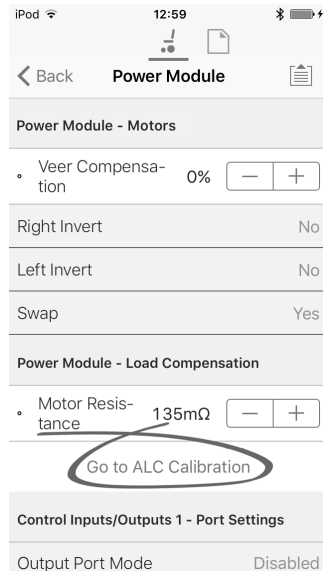 iPod 12:59
Back Power Module
Power Module - Motors
Veer Compensa-
tion 0% — +
Right Invert No
Left Invert No
Swap Yes
Power Module - Load Compensation
Motor Resis-
tance 135mΩ — +
Go to ALC Calibration
Control Inputs/Outputs 1 - Port Settings
Output Port Mode Disabled